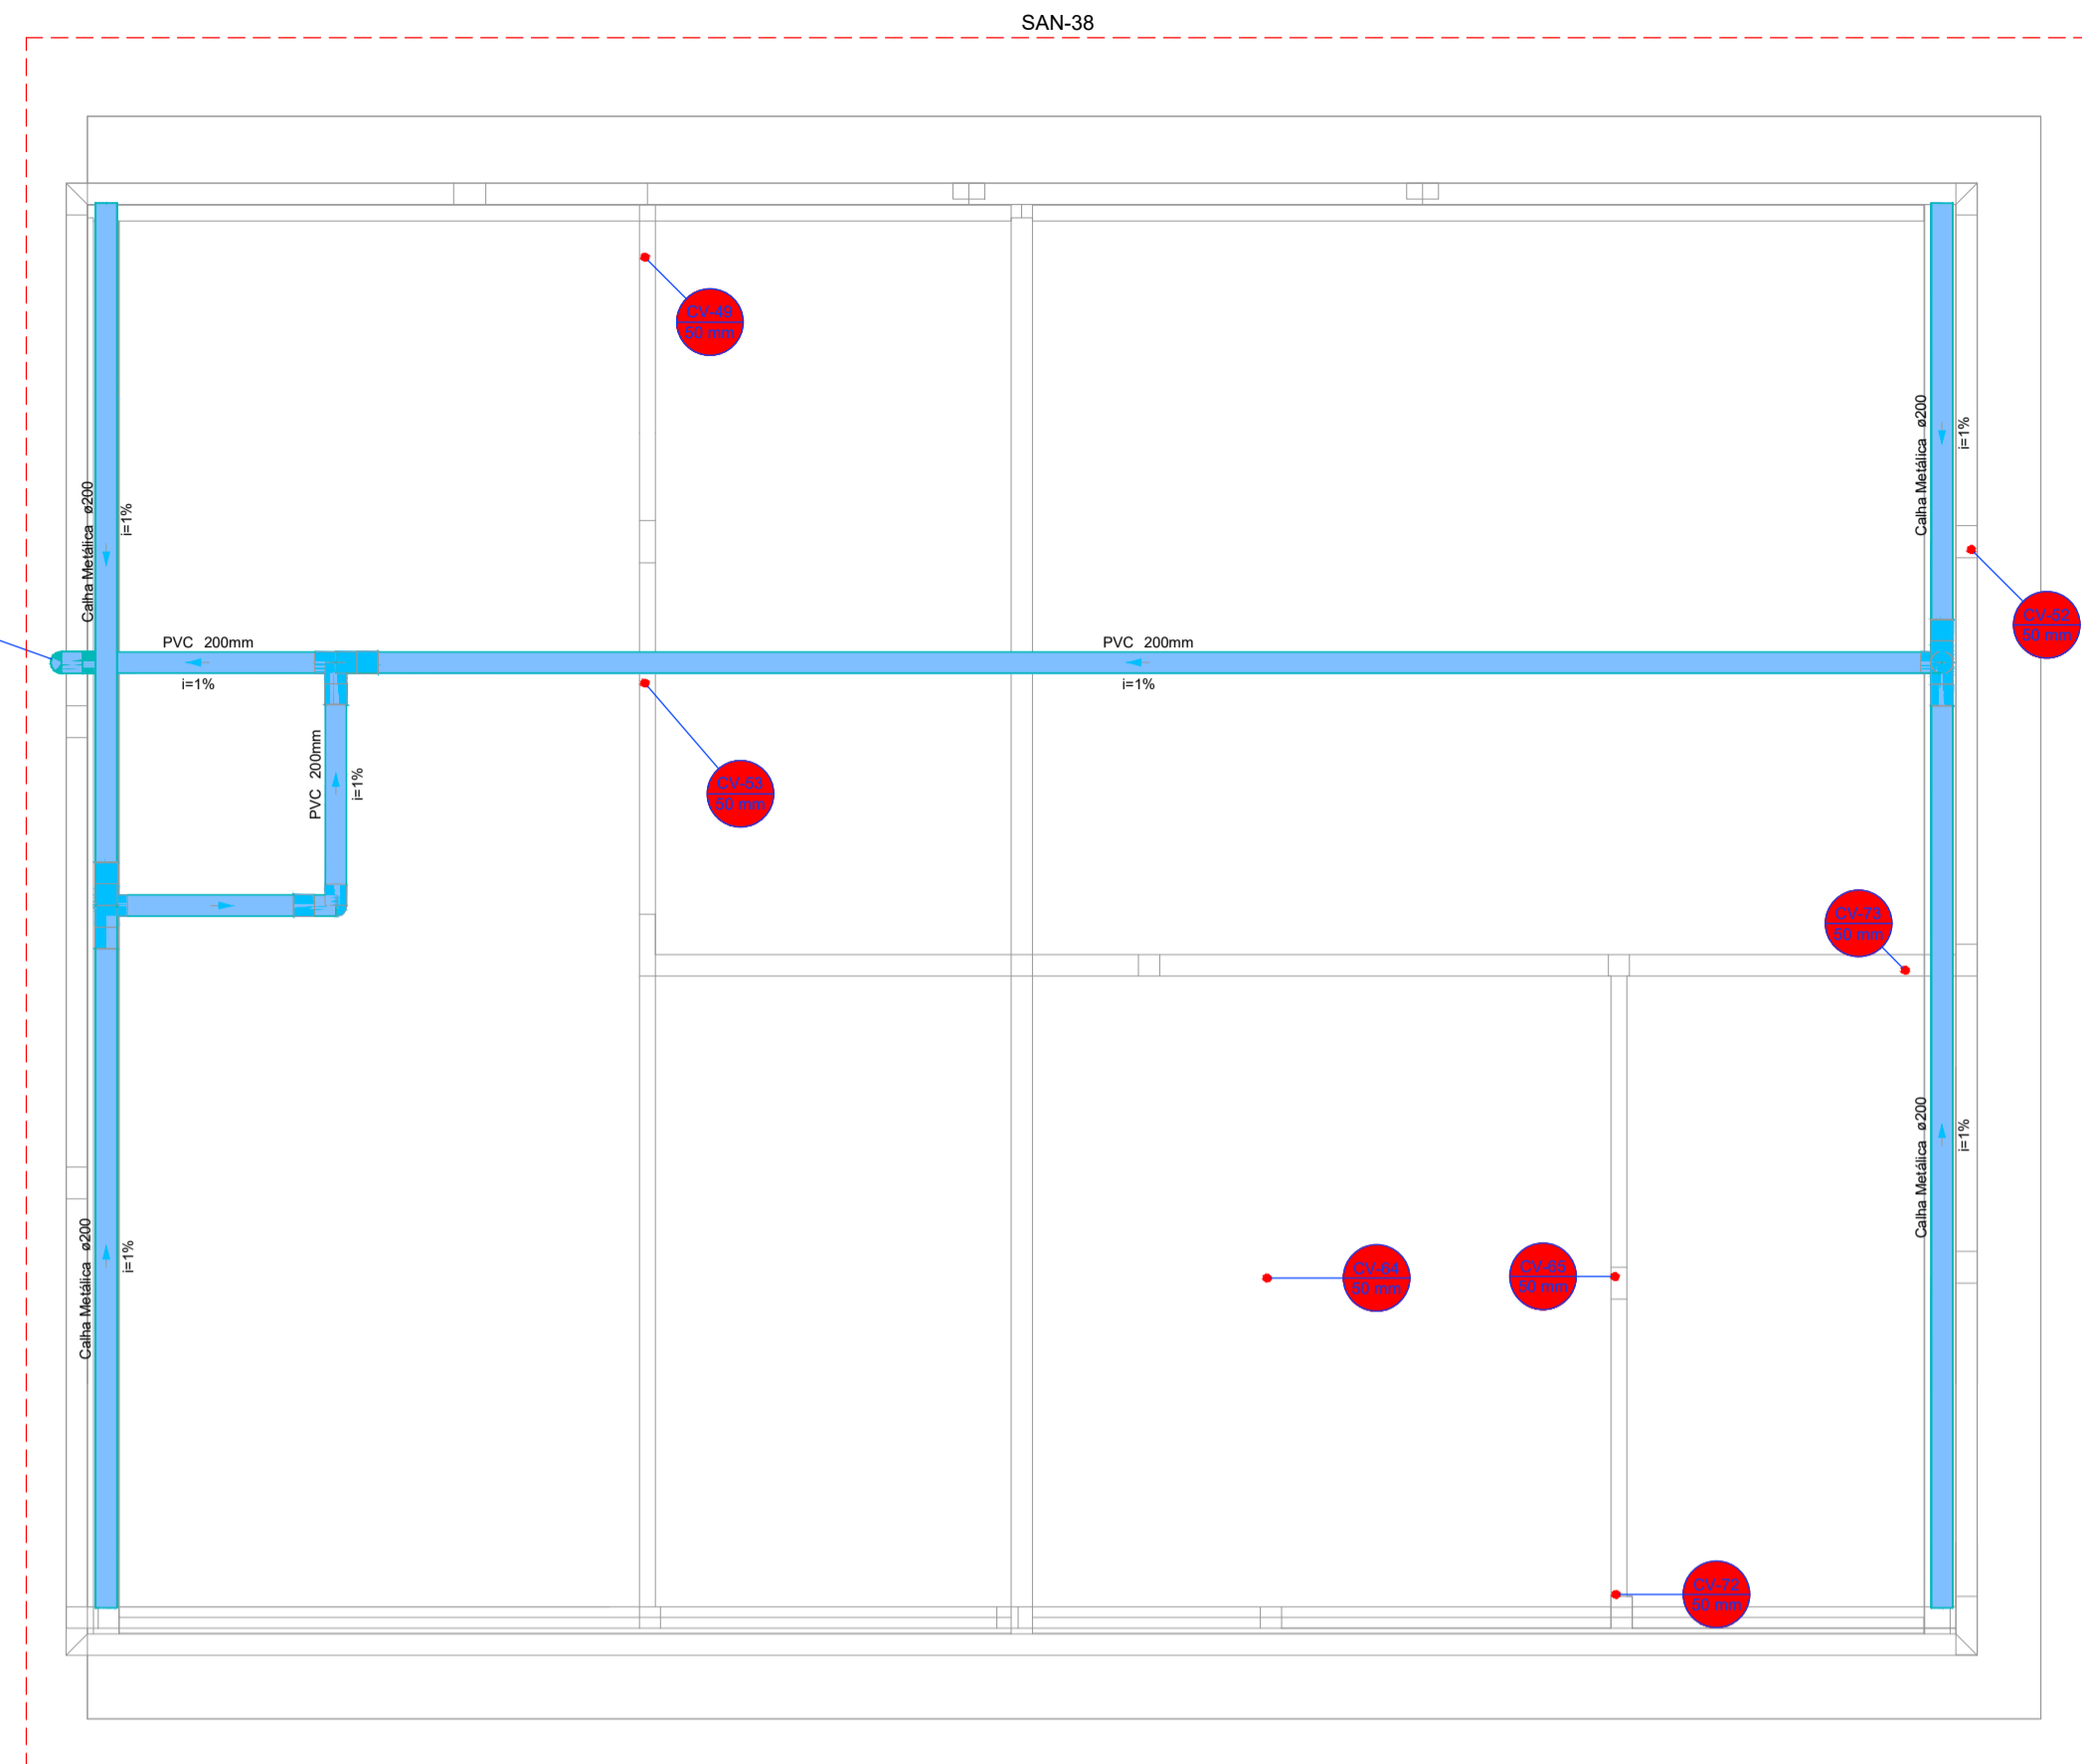 SAN-38
CV-49
50 mm
Calha Metálica ø200
i=1%
Calha Metálica ø200
i=1%
CV-52
50 mm
PVC 200mm
i=1%
PVC 200mm
i=1%
PVC 200mm
i=1%
CV-53
50 mm
CV-73
50 mm
Calha Metálica ø200
i=1%
Calha Metálica ø200
i=1%
CV-64
50 mm
CV-65
50 mm
CV-72
50 mm